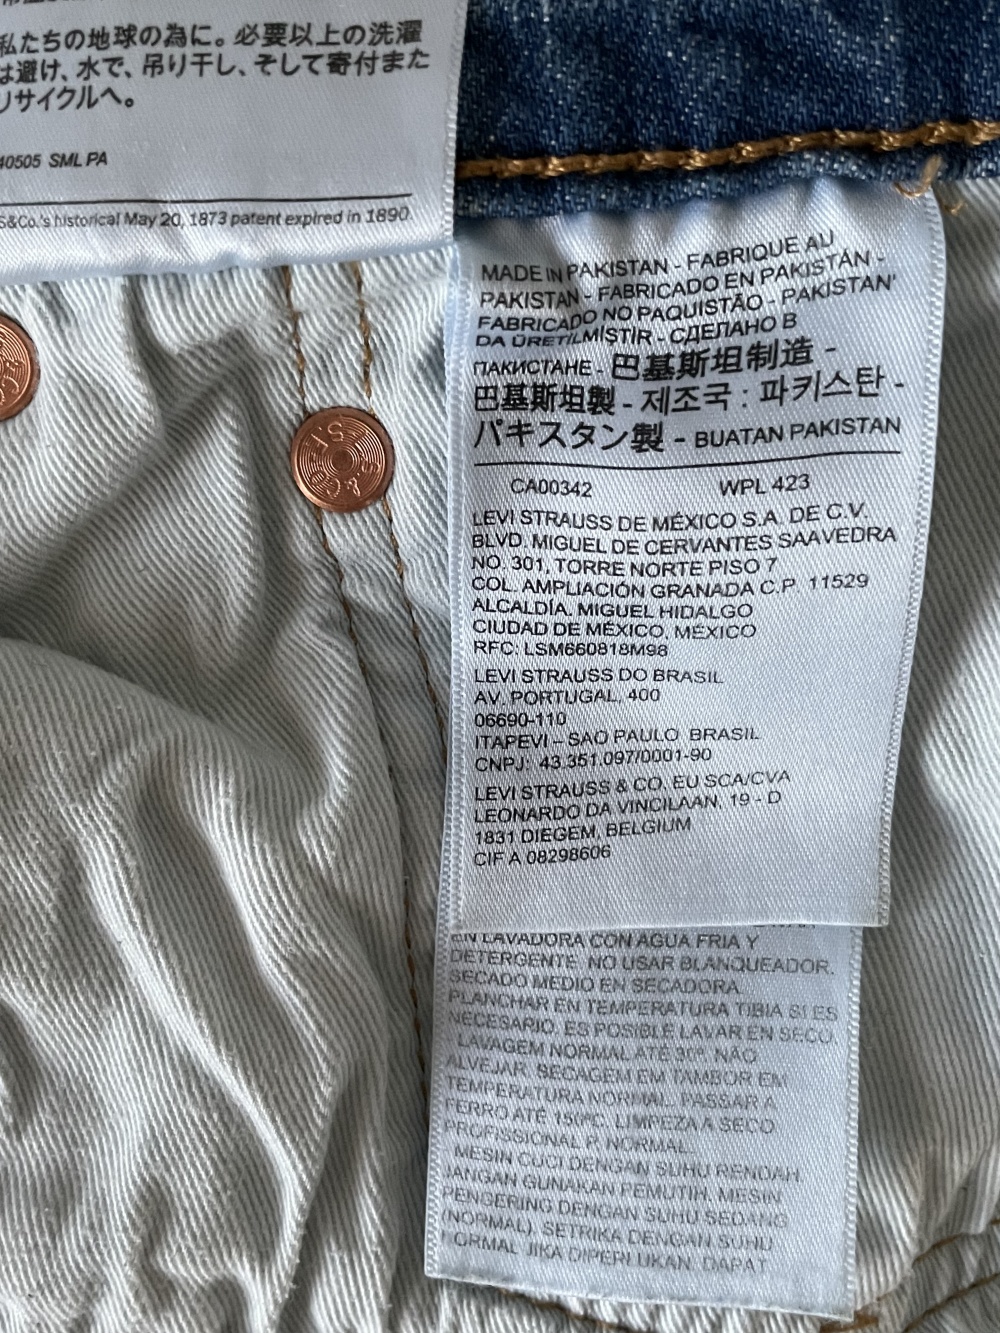 私たちの地球の為に。必要以上の洗濯
は避け、水で、吊り干し、そして寄付また
リサイクルへ。
40505 SML PA
S&Co.'s historical May 20, 1873 patent expired in 1890.
MADE IN PAKISTAN - FABRIQUE AU
PAKISTAN - FABRICADO EN PAKISTÁN -
FABRICADO NO PAQUISTÃO - PAKISTAN'
DA ÜRETİLMİŞTİR - СДЕЛАНО В
ПАКИСТАНЕ - 巴基斯坦制造 -
巴基斯坦製 - 제조국 : 파키스탄 -
パキスタン製 - BUATAN PAKISTAN
CA00342 WPL 423
LEVI STRAUSS DE MÉXICO S.A. DE C.V.
BLVD. MIGUEL DE CERVANTES SAAVEDRA
NO. 301, TORRE NORTE PISO 7
COL. AMPLIACIÓN GRANADA C.P. 11529
ALCALDÍA. MIGUEL HIDALGO
CIUDAD DE MÉXICO, MÉXICO
RFC: LSM660818M98
LEVI STRAUSS DO BRASIL
AV. PORTUGAL, 400
06690-110
ITAPEVI – SAO PAULO BRASIL
CNPJ: 43.351.097/0001-90
LEVI STRAUSS & CO. EU SCA/CVA
LEONARDO DA VINCILAAN, 19 - D
1831 DIEGEM, BELGIUM
CIF A 08298606
EN LAVADORA CON AGUA FRIA Y
DETERGENTE. NO USAR BLANQUEADOR.
SECADO MEDIO EN SECADORA.
PLANCHAR EN TEMPERATURA TIBIA SI ES
NECESARIO. ES POSIBLE LAVAR EN SECO.
LAVAGEM NORMAL ATÉ 30º. NÃO
ALVEJAR. SECAGEM EM TAMBOR EM
TEMPERATURA NORMAL. PASSAR A
FERRO ATÉ 150ºC. LIMPEZA A SECO
PROFISSIONAL P, NORMAL.
MESIN CUCI DENGAN SUHU RENDAH.
JANGAN GUNAKAN PEMUTIH. MESIN
PENGERING DENGAN SUHU SEDANG
(NORMAL). SETRIKA DENGAN SUHU
NORMAL JIKA DIPERLUKAN. DAPAT